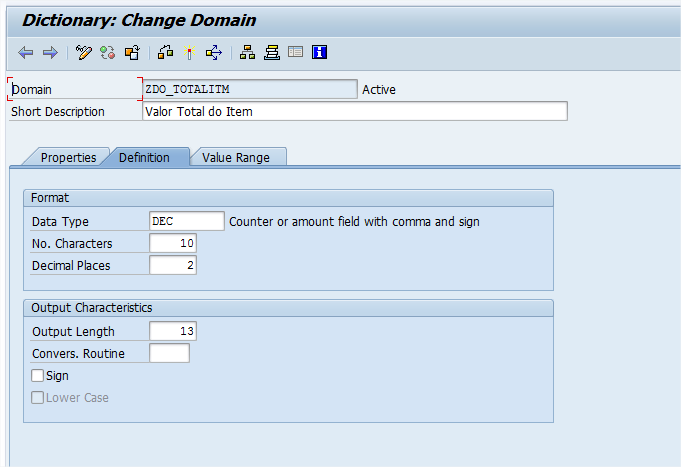 Dictionary: Change Domain
Domain ZDO_TOTALITM Active
Short Description Valor Total do Item
Properties Definition Value Range
Format
Data Type DEC Counter or amount field with comma and sign
No. Characters 10
Decimal Places 2
Output Characteristics
Output Length 13
Convers. Routine
Sign
Lower Case